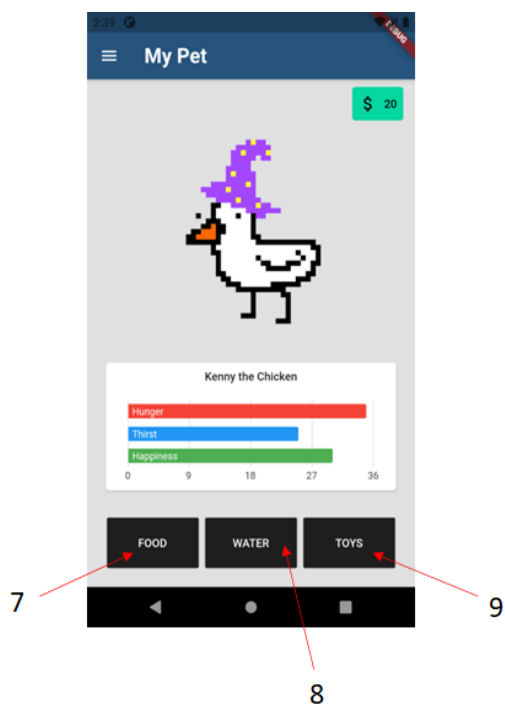 2:39
DEBUG
My Pet
$ 20
Kenny the Chicken
Hunger
Thirst
Happiness
0 9 18 27 36
FOOD WATER TOYS
7 9
8